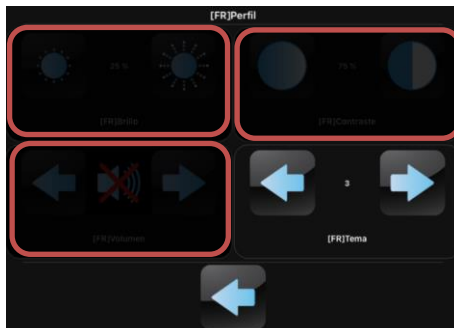 [FR]Perfil
25 %
75 %
[FR]Brillo
[FR]Contraste
3
[FR]Volumen
[FR]Tema